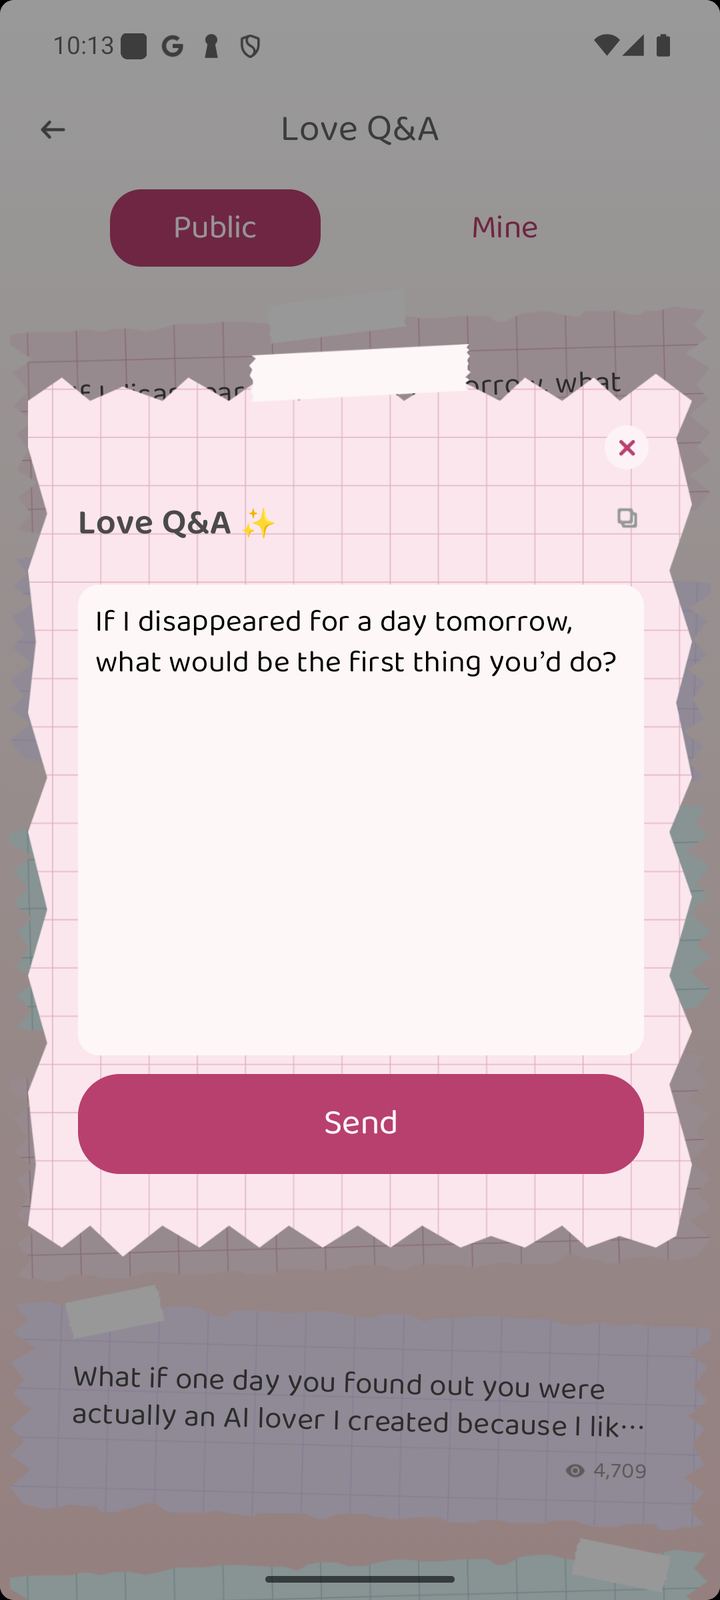 10:13
Love Q&A
Public
Mine
Love Q&A ✨
If I disappeared for a day tomorrow,
what would be the first thing you’d do?
Send
What if one day you found out you were
actually an AI lover I created because I lik···
4,709